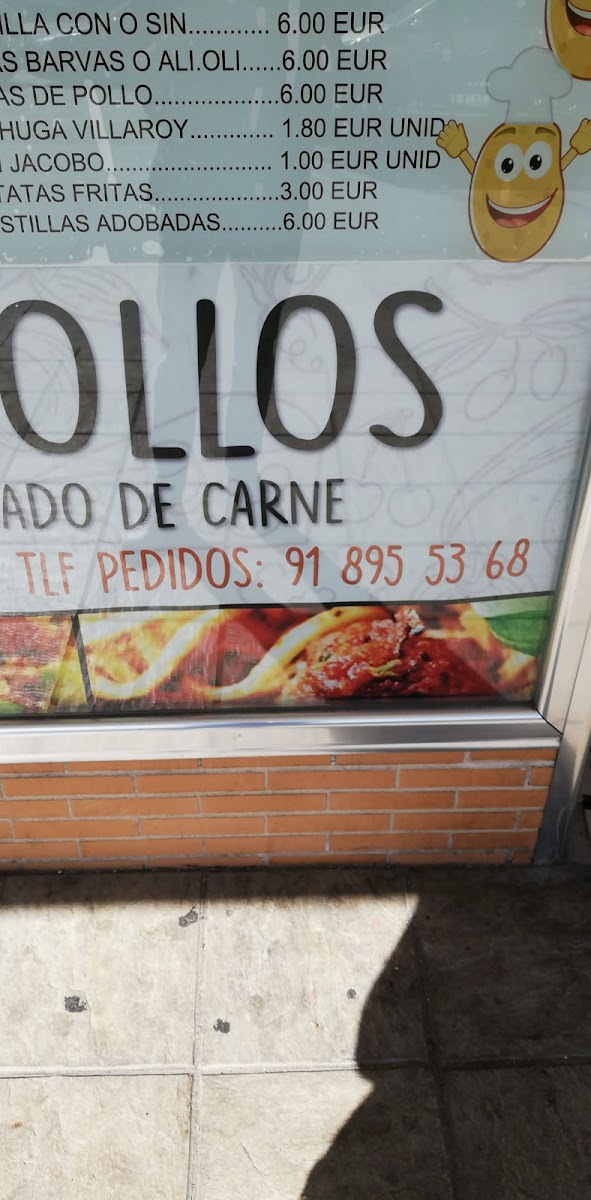 ILLA CON O SIN............ 6.00 EUR
AS BARVAS O ALI.OLI......6.00 EUR
AS DE POLLO...................6.00 EUR
HUGA VILLAROY............. 1.80 EUR UNID
JACOBO......................... 1.00 EUR UNID
TATAS FRITAS...................3.00 EUR
STILLAS ADOBADAS..........6.00 EUR
OLLOS
ADO DE CARNE
TLF PEDIDOS: 91 895 53 68